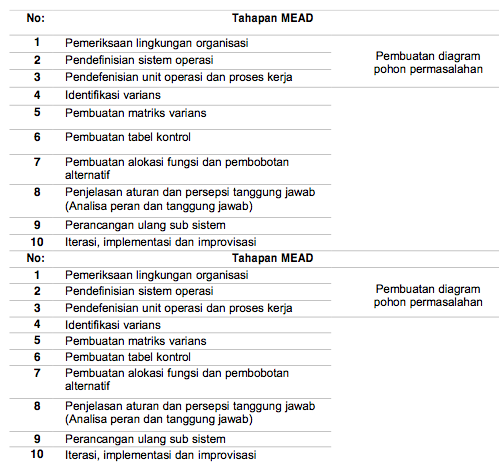 No: Tahapan MEAD
1 Pemeriksaan lingkungan organisasi
2 Pendefinisian sistem operasi
3 Pendefenisian unit operasi dan proses kerja
Pembuatan diagram
pohon permasalahan
4 Identifikasi varians
5 Pembuatan matriks varians
6 Pembuatan tabel kontrol
7 Pembuatan alokasi fungsi dan pembobotan
alternatif
8 Penjelasan aturan dan persepsi tanggung jawab
(Analisa peran dan tanggung jawab)
9 Perancangan ulang sub sistem
10 Iterasi, implementasi dan improvisasi
No: Tahapan MEAD
1 Pemeriksaan lingkungan organisasi
2 Pendefinisian sistem operasi
3 Pendefenisian unit operasi dan proses kerja
Pembuatan diagram
pohon permasalahan
4 Identifikasi varians
5 Pembuatan matriks varians
6 Pembuatan tabel kontrol
7 Pembuatan alokasi fungsi dan pembobotan
alternatif
8 Penjelasan aturan dan persepsi tanggung jawab
(Analisa peran dan tanggung jawab)
9 Perancangan ulang sub sistem
10 Iterasi, implementasi dan improvisasi